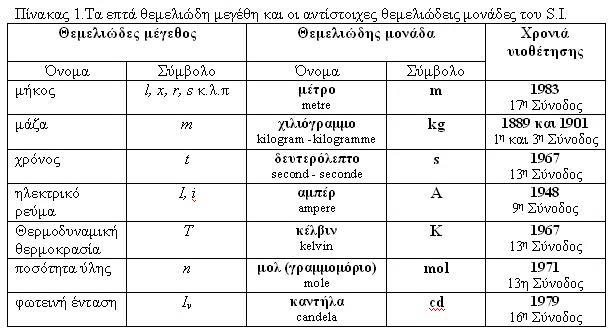 Πίνακας 1.Τα επτά θεμελιώδη μεγέθη και οι αντίστοιχες θεμελιώδεις μονάδες του S.I.
Θεμελιώδες μέγεθος Θεμελιώδης μονάδα Χρονιά υιοθέτησης
Όνομα Σύμβολο Όνομα Σύμβολο
μήκος l, x, r, s κ.λ.π μέτρο m 1983
metre 17η Σύνοδος
μάζα m χιλιόγραμμο kg 1889 και 1901
kilogram -kilogramme 1η και 3η Σύνοδος
χρόνος t δευτερόλεπτο s 1967
second - seconde 13η Σύνοδος
ηλεκτρικό I, i αμπέρ A 1948
ρεύμα ampere 9η Σύνοδος
Θερμοδυναμική T κέλβιν K 1967
θερμοκρασία kelvin 13η Σύνοδος
ποσότητα ύλης n μολ (γραμμομόριο) mol 1971
mole 13η Σύνοδος
φωτεινή ένταση Iν καντήλα cd 1979
candela 16η Σύνοδος